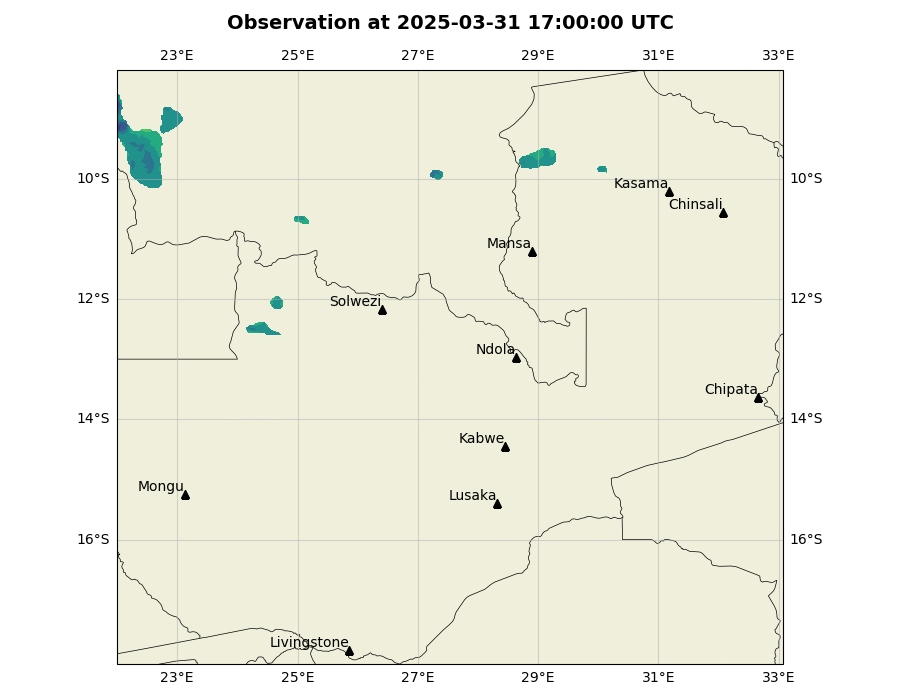 Observation at 2025-03-31 17:00:00 UTC
23°E 25°E 27°E 29°E 31°E 33°E
10°S 10°S
Kasama
Chinsali
Mansa
12°S 12°S
Solwezi
Ndola
Chipata
14°S 14°S
Kabwe
Mongu
Lusaka
16°S 16°S
Livingstone
23°E 25°E 27°E 29°E 31°E 33°E